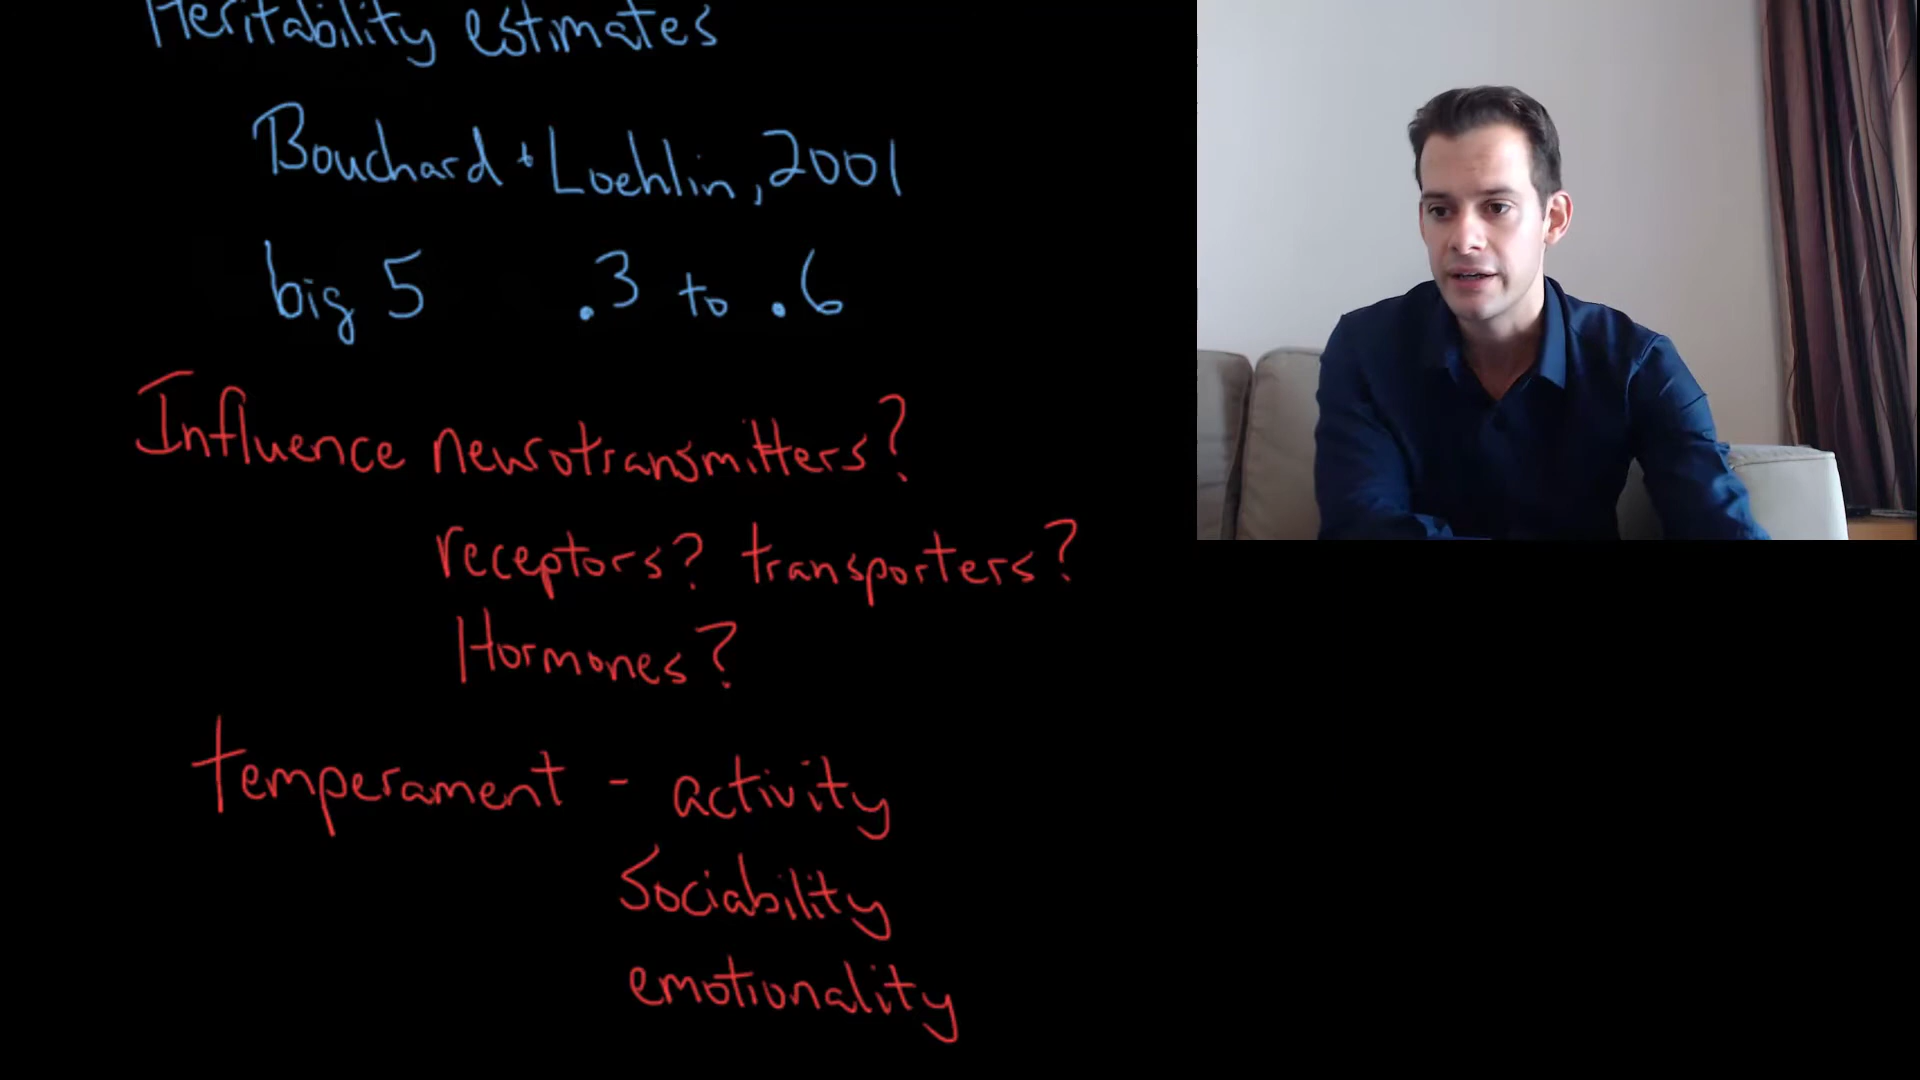 Heritability estimates
Bouchard + Loehlin, 2001
big 5 .3 to .6
Influence neurotransmitters?
receptors? transporters?
Hormones?
temperament - activity
Sociability
emotionality